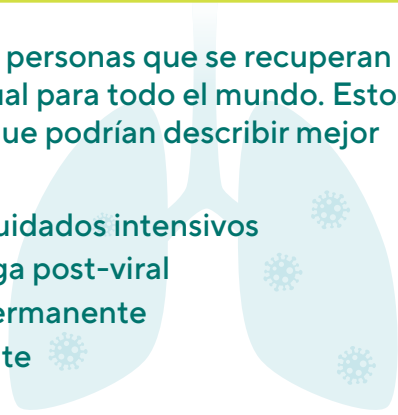 personas que se recuperan
ual para todo el mundo. Esto
ue podrían describir mejor
uidados intensivos
ga post-viral
ermanente
te